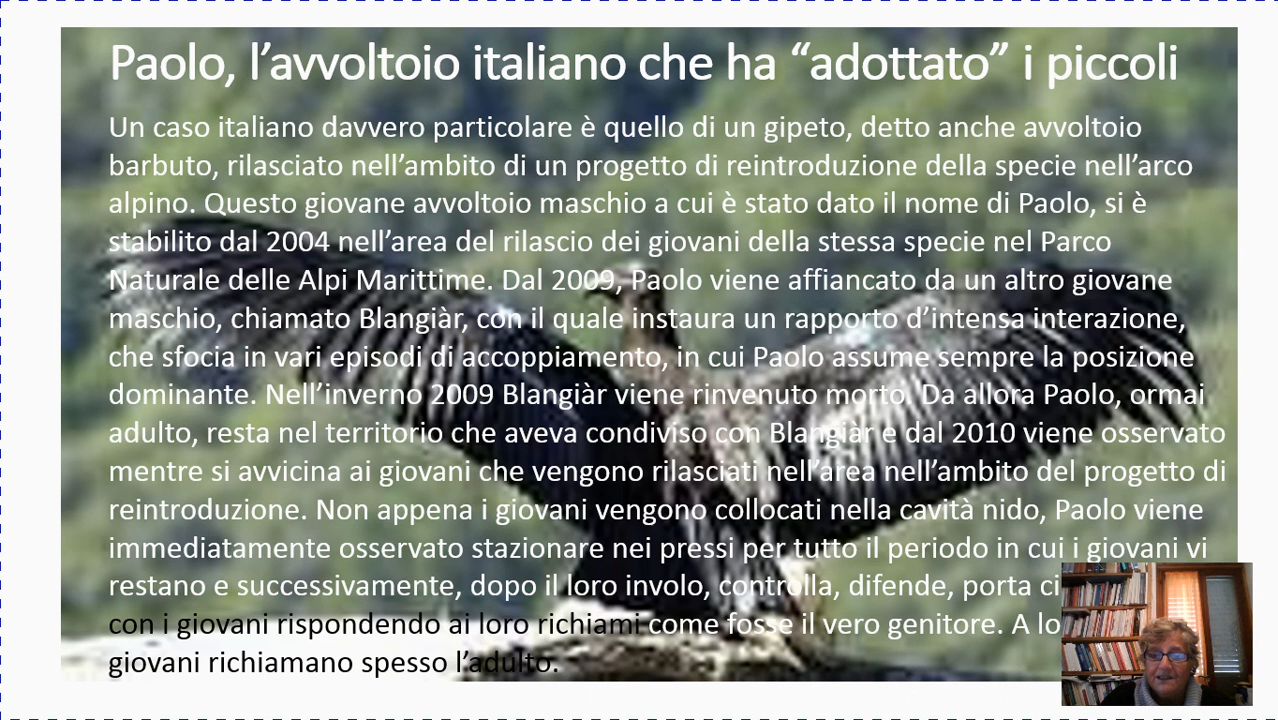 Paolo, l’avvoltoio italiano che ha “adottato” i piccoli
Un caso italiano davvero particolare è quello di un gipeto, detto anche avvoltoio
barbuto, rilasciato nell’ambito di un progetto di reintroduzione della specie nell’arco
alpino. Questo giovane avvoltoio maschio a cui è stato dato il nome di Paolo, si è
stabilito dal 2004 nell’area del rilascio dei giovani della stessa specie nel Parco
Naturale delle Alpi Marittime. Dal 2009, Paolo viene affiancato da un altro giovane
maschio, chiamato Blangiàr, con il quale instaura un rapporto d’intensa interazione,
che sfocia in vari episodi di accoppiamento, in cui Paolo assume sempre la posizione
dominante. Nell’inverno 2009 Blangiàr viene rinvenuto morto. Da allora Paolo, ormai
adulto, resta nel territorio che aveva condiviso con Blangiàr e dal 2010 viene osservato
mentre si avvicina ai giovani che vengono rilasciati nell’area nell’ambito del progetto di
reintroduzione. Non appena i giovani vengono collocati nella cavità nido, Paolo viene
immediatamente osservato stazionare nei pressi per tutto il periodo in cui i giovani vi
restano e successivamente, dopo il loro involo, controlla, difende, porta ci
con i giovani rispondendo ai loro richiami come fosse il vero genitore. A lo
giovani richiamano spesso l’adulto.